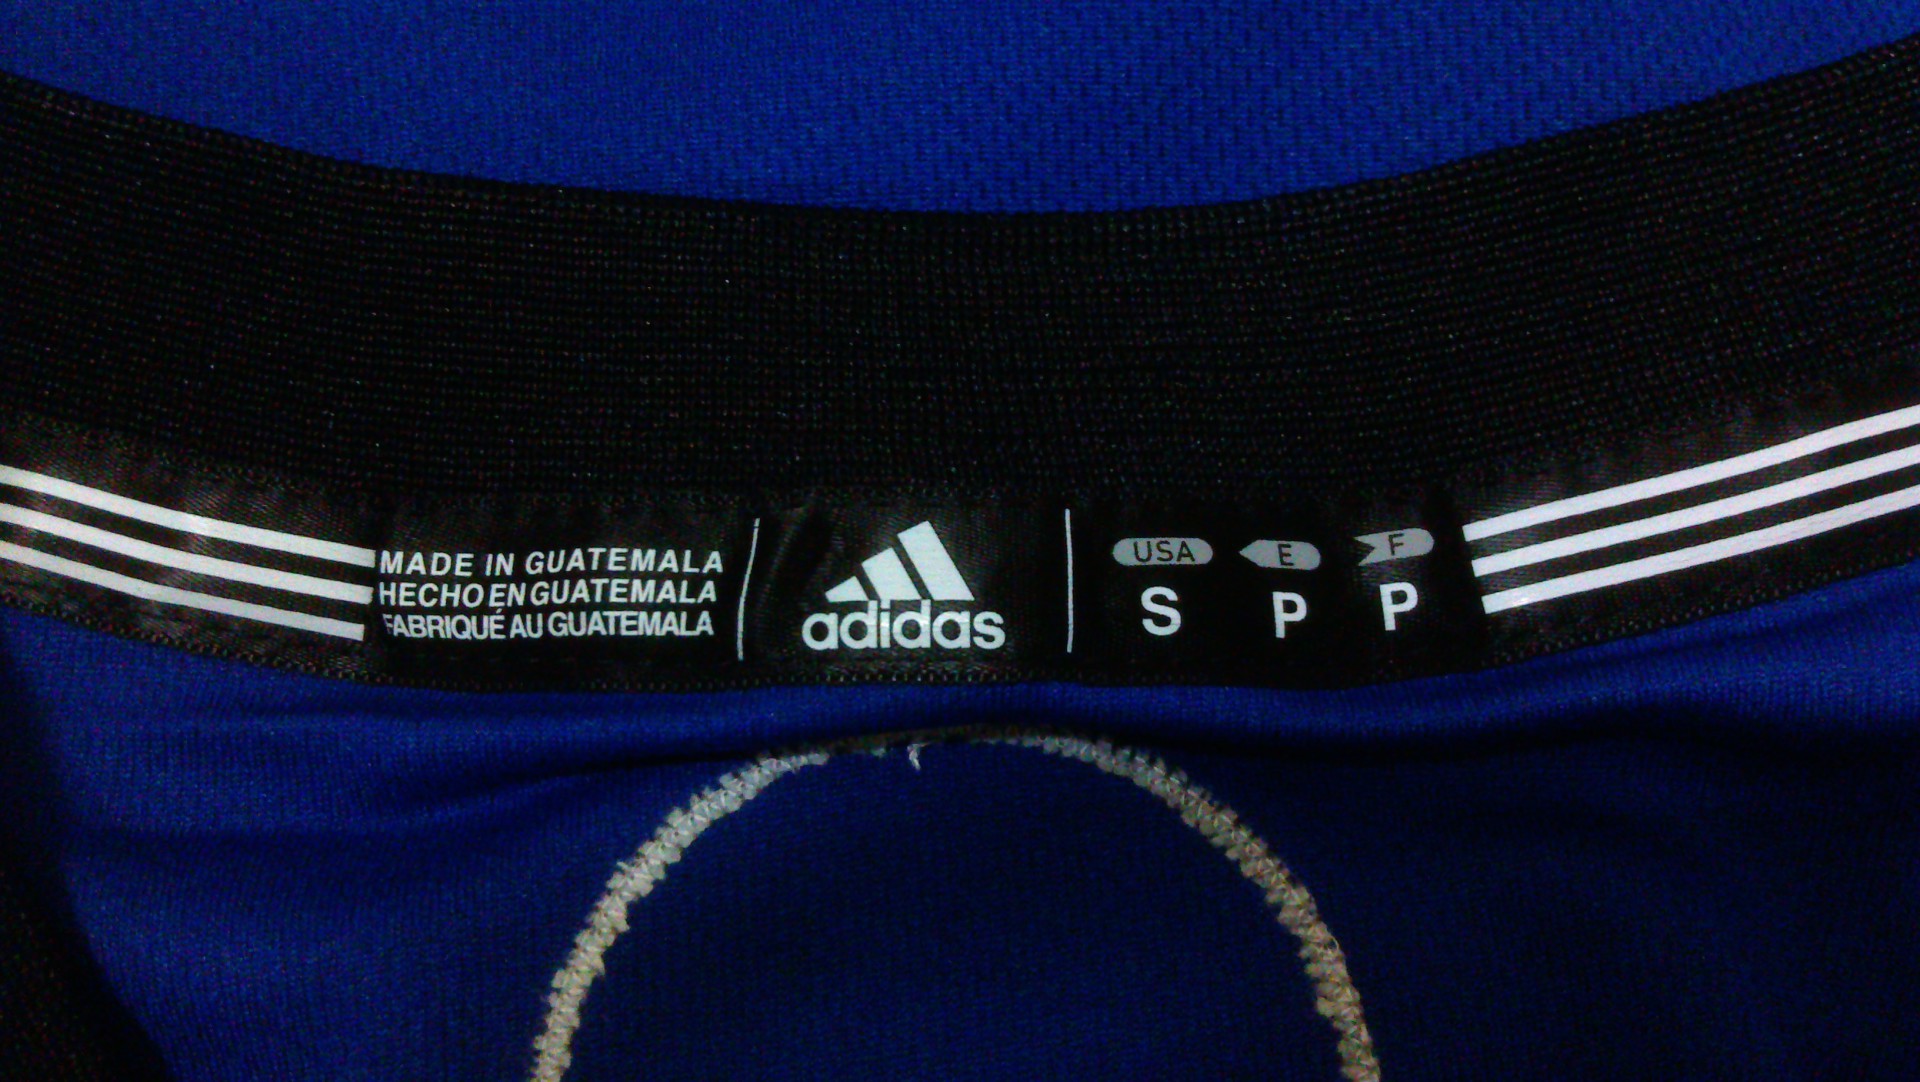 MADE IN GUATEMALA
HECHO EN GUATEMALA
FABRIQUÉ AU GUATEMALA
adidas
USA E F
S P P